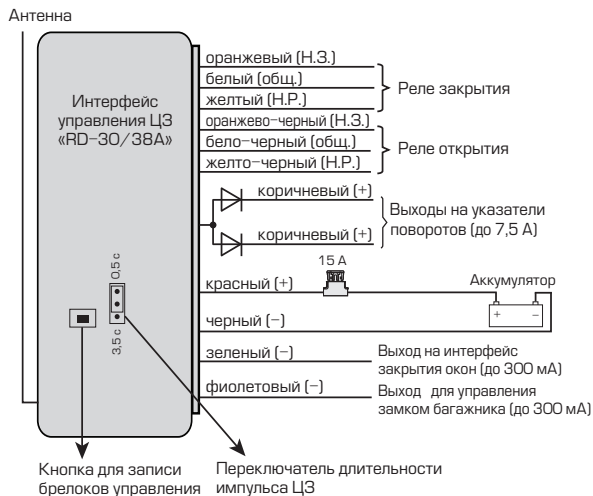 Антенна
Интерфейс
управления ЦЗ
«RD-30/38А»
оранжевый (Н.З.)
белый (общ.)
желтый (Н.Р.)
Реле закрытия
оранжево-черный (Н.З.)
бело-черный (общ.)
желто-черный (Н.Р.)
Реле открытия
коричневый (+)
коричневый (+)
Выходы на указатели
поворотов (до 7,5 А)
15 А
красный (+)
Аккумулятор
+ −
черный (−)
0,5 с
3,5 с
зеленый (−)
Выход на интерфейс
закрытия окон (до 300 мА)
фиолетовый (−)
Выход для управления
замком багажника (до 300 мА)
Кнопка для записи
брелоков управления
Переключатель длительности
импульса ЦЗ